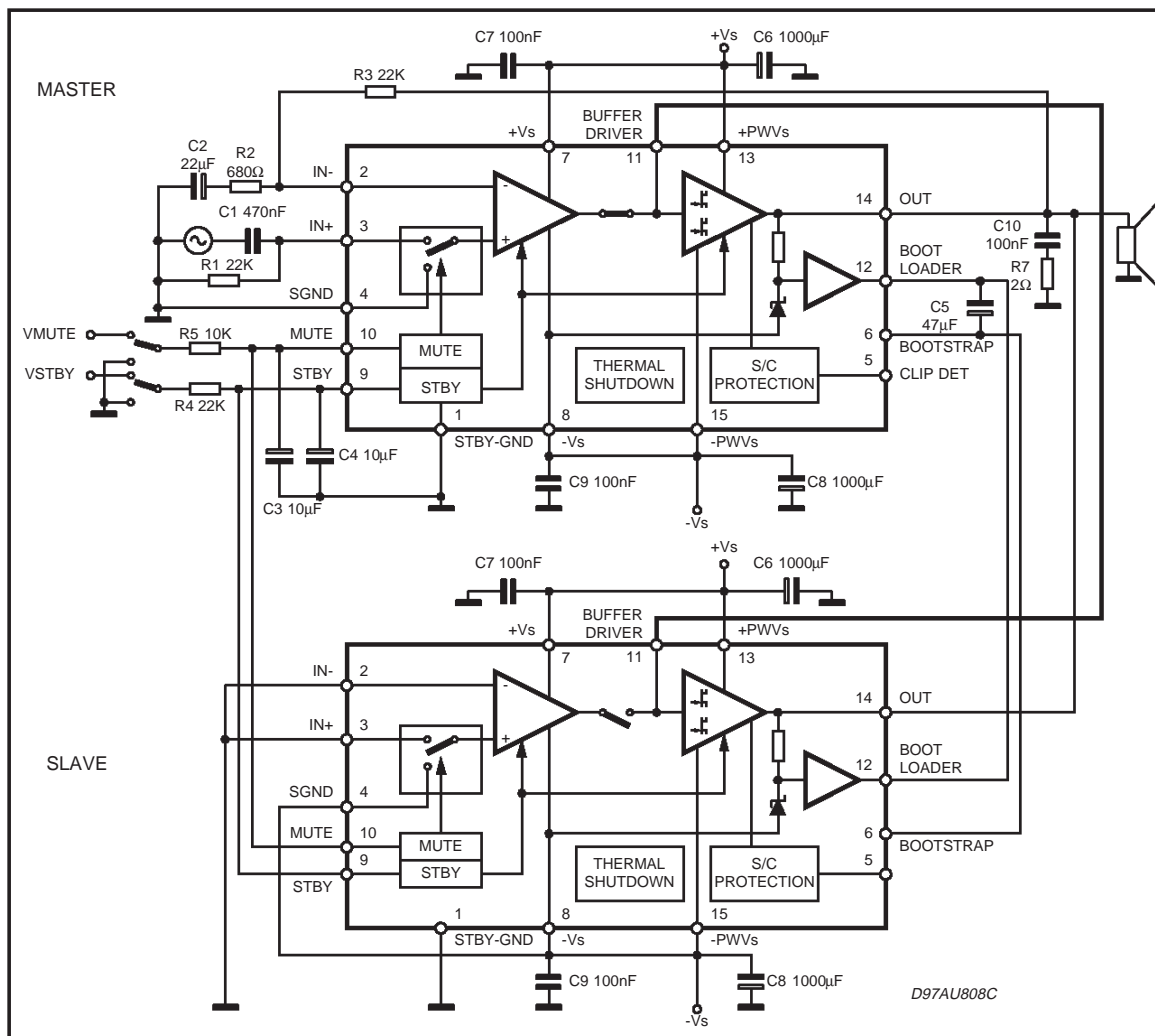 MASTER
C7 100nF
+Vs
C6 1000µF
R3 22K
BUFFER
DRIVER
+Vs
+PWVs
7
11
13
C2
22µF
R2
680Ω
IN-
2
-
14
OUT
C1 470nF
IN+
3
+
C10
100nF
R1 22K
BOOT
LOADER
12
R7
2Ω
SGND
4
C5
47µF
VMUTE
R5 10K
MUTE
10
MUTE
6
BOOTSTRAP
VSTBY
R4 22K
STBY
9
STBY
THERMAL
SHUTDOWN
S/C
PROTECTION
5
CLIP DET
1
8
15
STBY-GND
-Vs
-PWVs
C4 10µF
C3 10µF
C9 100nF
C8 1000µF
-Vs
+Vs
C7 100nF
C6 1000µF
BUFFER
DRIVER
+Vs
+PWVs
7
11
13
IN-
2
-
14
OUT
IN+
3
+
SLAVE
BOOT
LOADER
12
SGND
4
MUTE
10
MUTE
6
BOOTSTRAP
STBY
9
STBY
THERMAL
SHUTDOWN
S/C
PROTECTION
5
1
8
15
STBY-GND
-Vs
-PWVs
C9 100nF
C8 1000µF
-Vs
D97AU808C